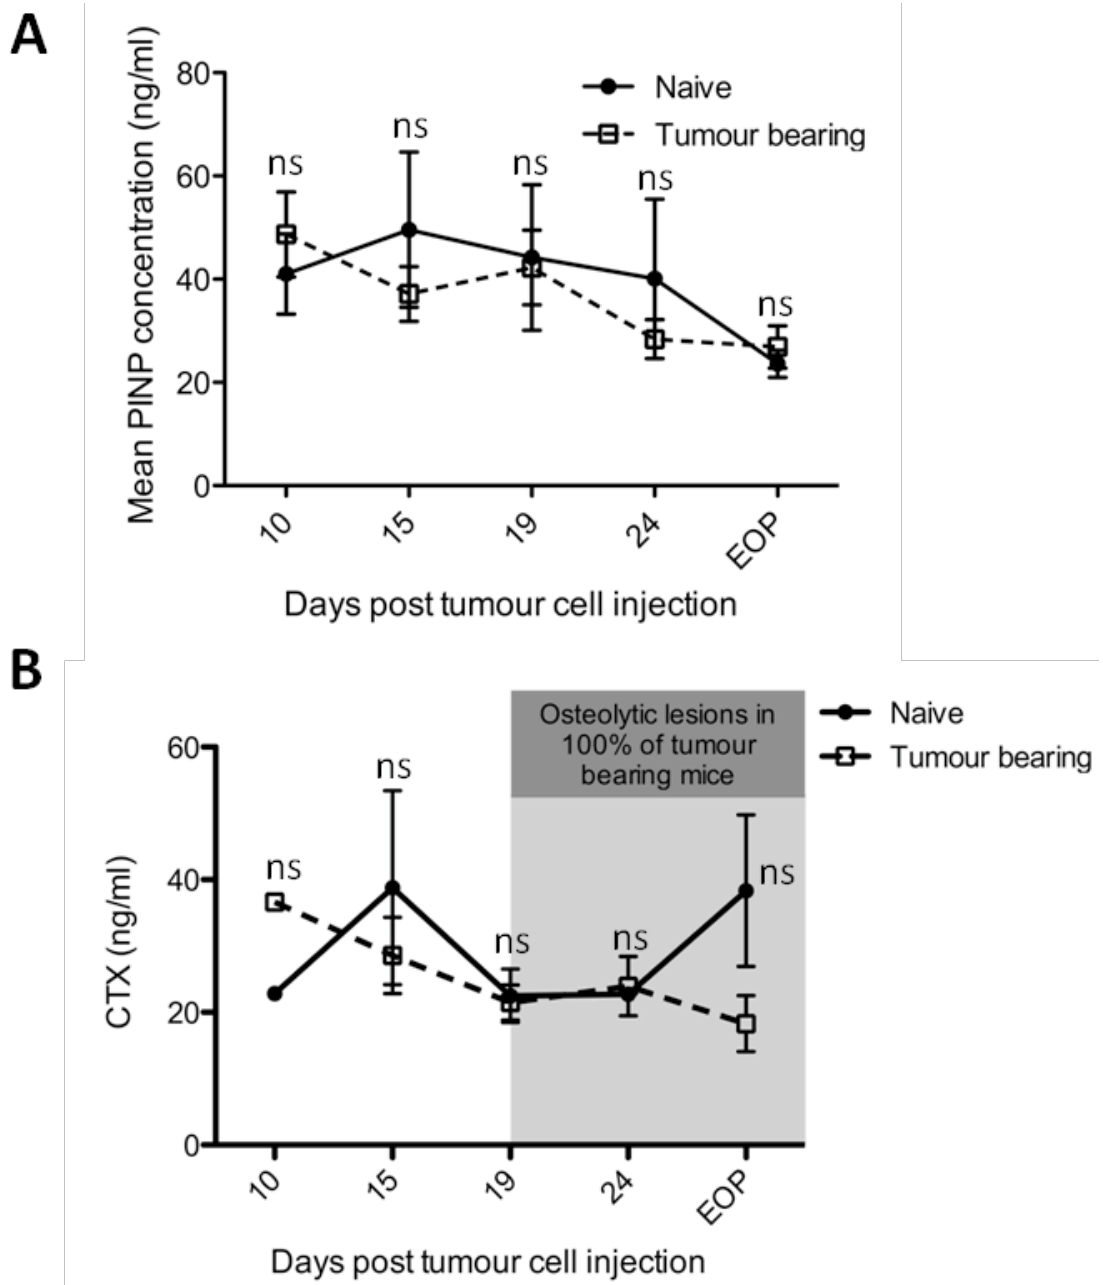 A
Mean PINP concentration (ng/ml)
80
60
40
20
0
Naive
Tumour bearing
ns
ns
ns
ns
ns
10
15
19
24
EOP
Days post tumour cell injection
B
Osteolytic lesions in
100% of tumour
bearing mice
Naive
Tumour bearing
CTX (ng/ml)
60
40
20
0
ns
ns
ns
ns
ns
10
15
19
24
EOP
Days post tumour cell injection